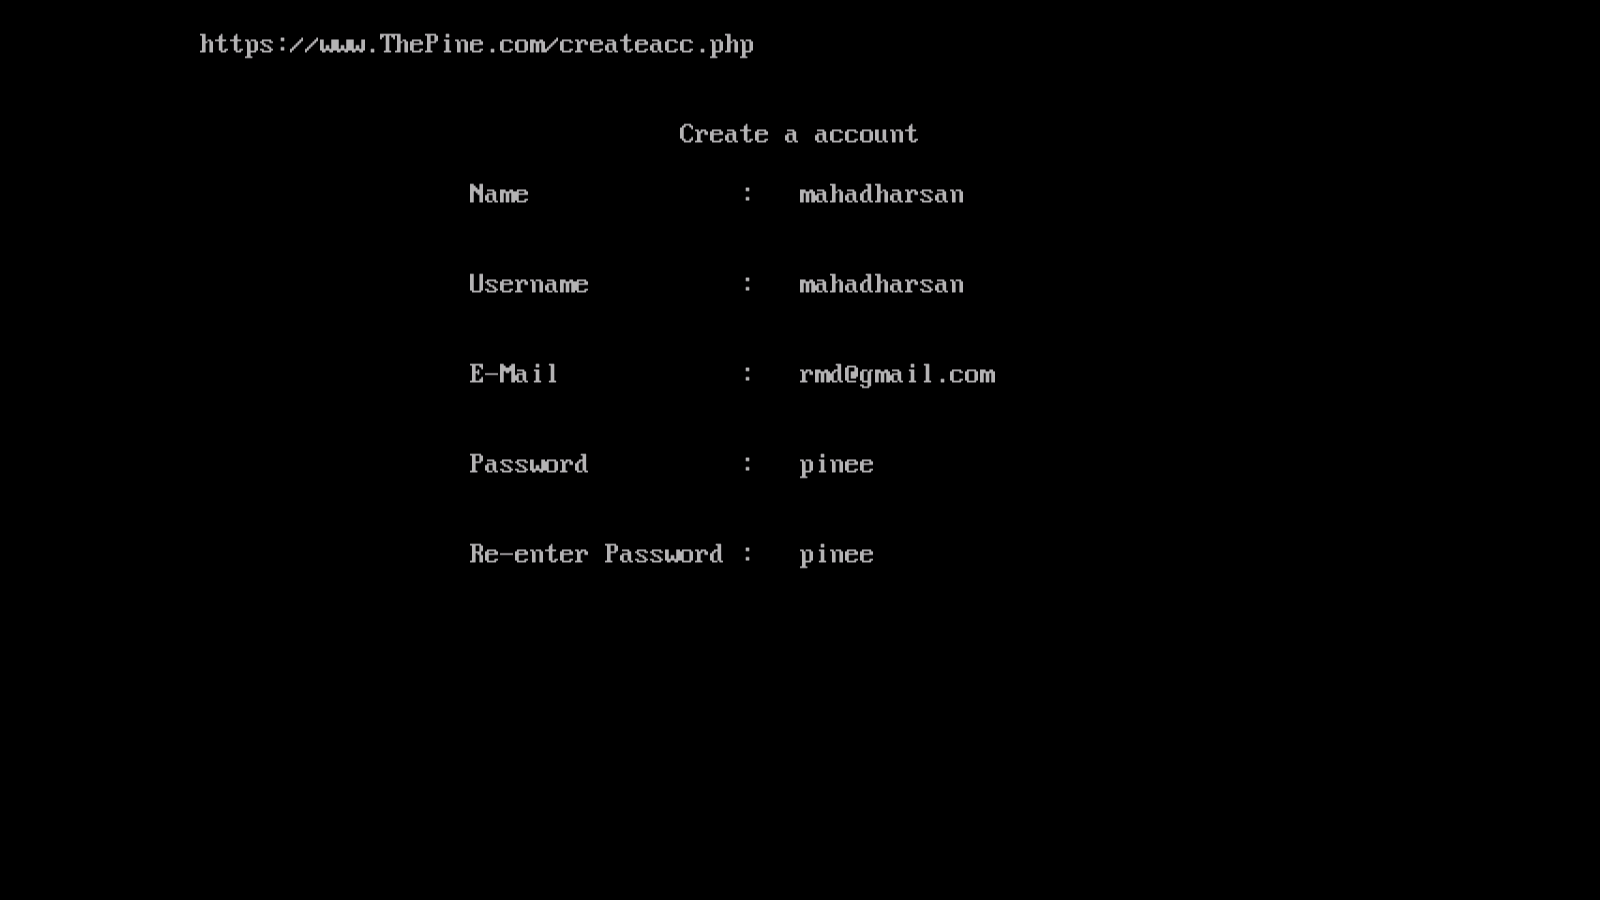 https://www.ThePine.com/createacc.php
Create a account
Name : mahadharsan
Username : mahadharsan
E-Mail : rmd@gmail.com
Password : pinee
Re-enter Password : pinee